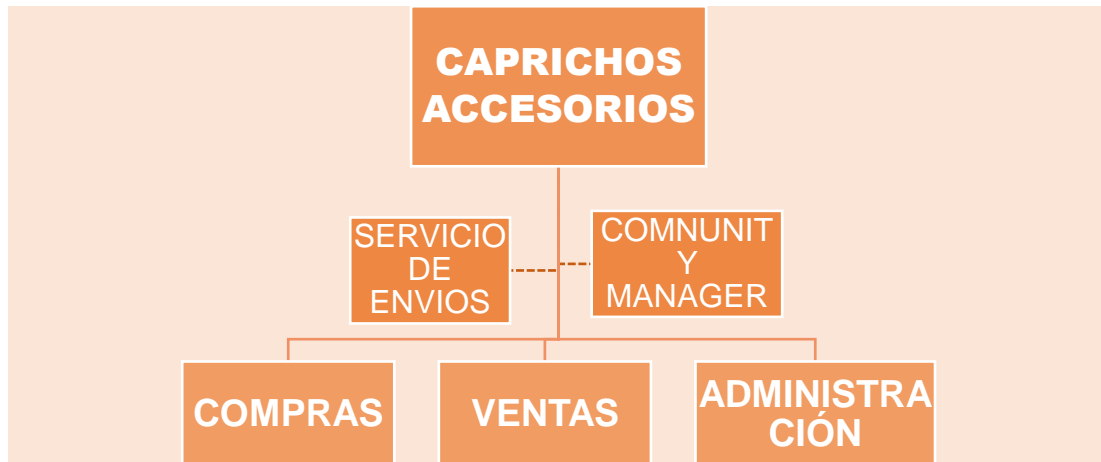 CAPRICHOS
ACCESORIOS
SERVICIO
DE
ENVIOS
COMNUNIT
Y
MANAGER
COMPRAS
VENTAS
ADMINISTRA
CIÓN